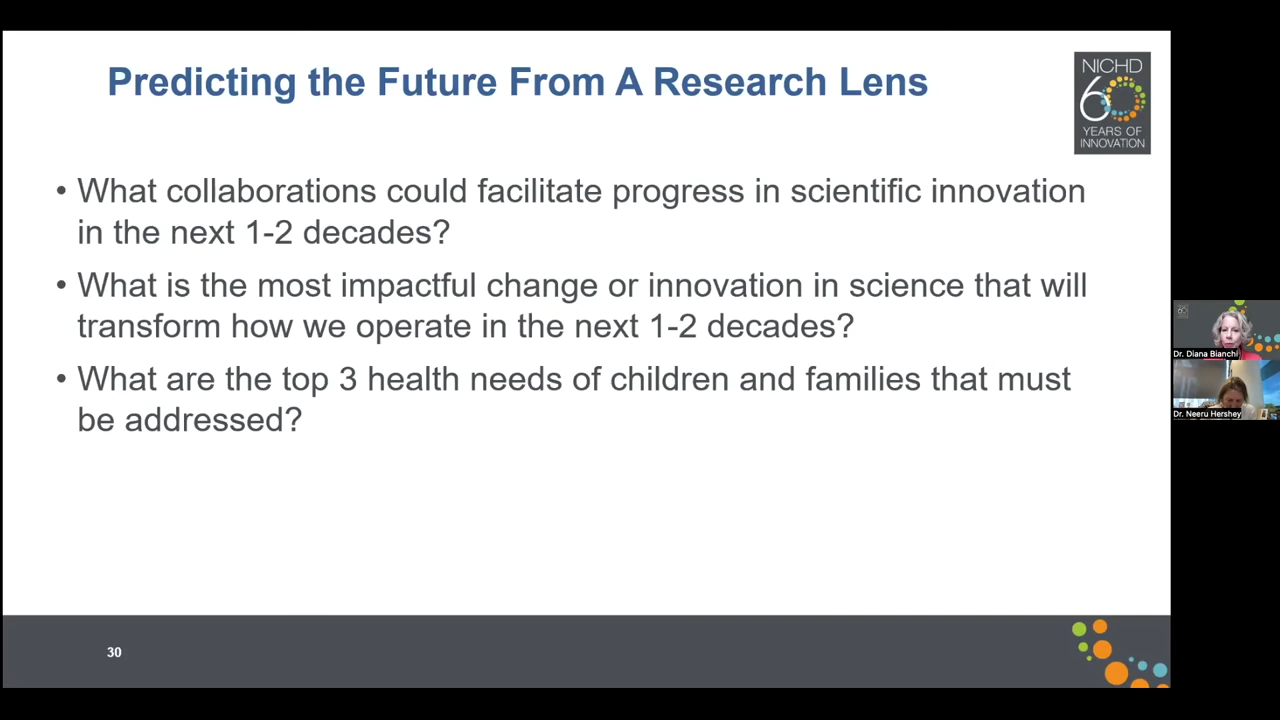 Predicting the Future From A Research Lens
NICHD
60
YEARS OF
INNOVATION
• What collaborations could facilitate progress in scientific innovation
in the next 1-2 decades?
• What is the most impactful change or innovation in science that will
transform how we operate in the next 1-2 decades?
• What are the top 3 health needs of children and families that must
be addressed?
60
Dr. Diana Bianchi
Dr. Neeru Hershey
30